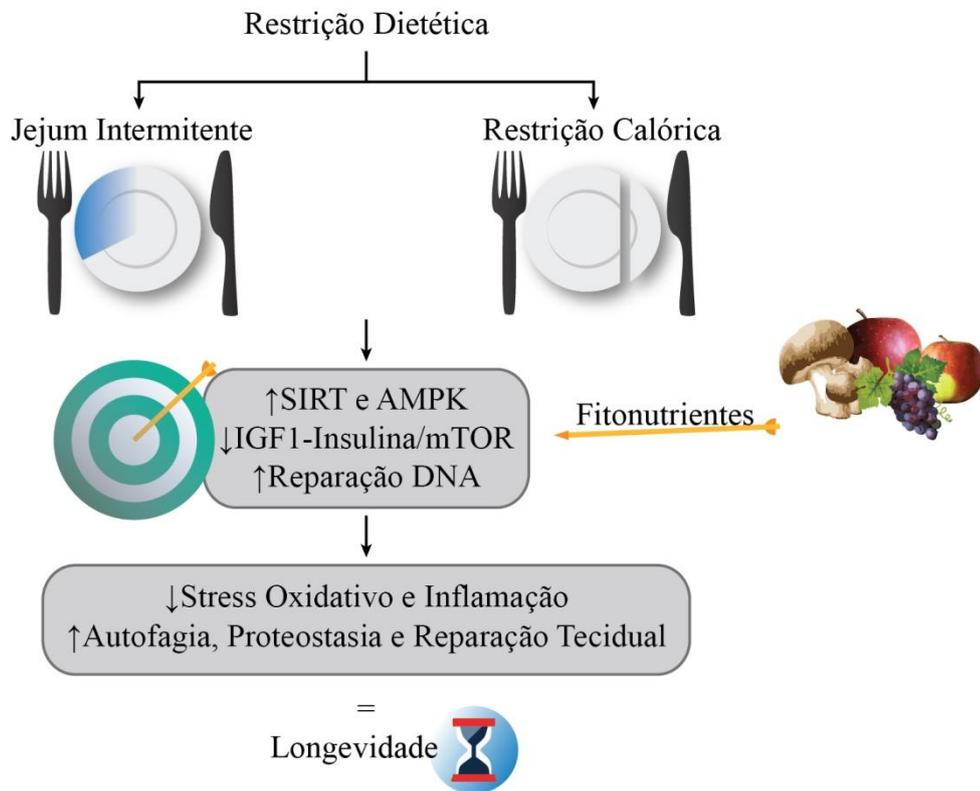 Restrição Dietética
Jejum Intermitente
Restrição Calórica
↑SIRT e AMPK
↓IGF1-Insulina/mTOR
↑Reparação DNA
Fitonutrientes
↓Stress Oxidativo e Inflamação
↑Autofagia, Proteostasia e Reparação Tecidual
=
Longevidade